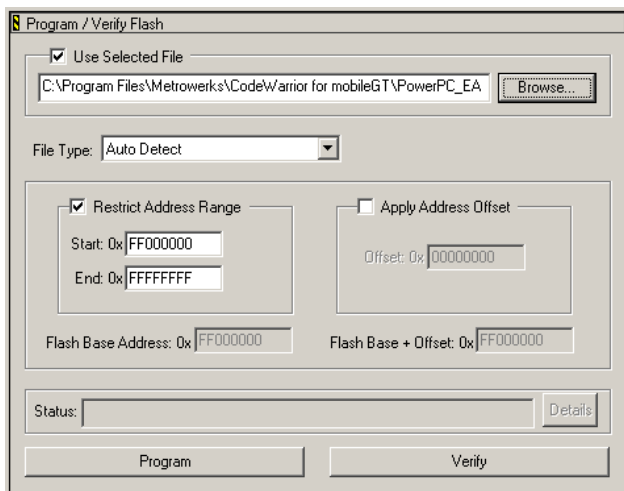 Program / Verify Flash
Use Selected File
C:\Program Files\Metrowerks\CodeWarrior for mobileGT\PowerPC_EA
Browse...
File Type: Auto Detect
Restrict Address Range
Start: 0x FF000000
End: 0x FFFFFFFF
Apply Address Offset
Offset: 0x 00000000
Flash Base Address: 0x FF000000
Flash Base + Offset: 0x FF000000
Status:
Details
Program
Verify